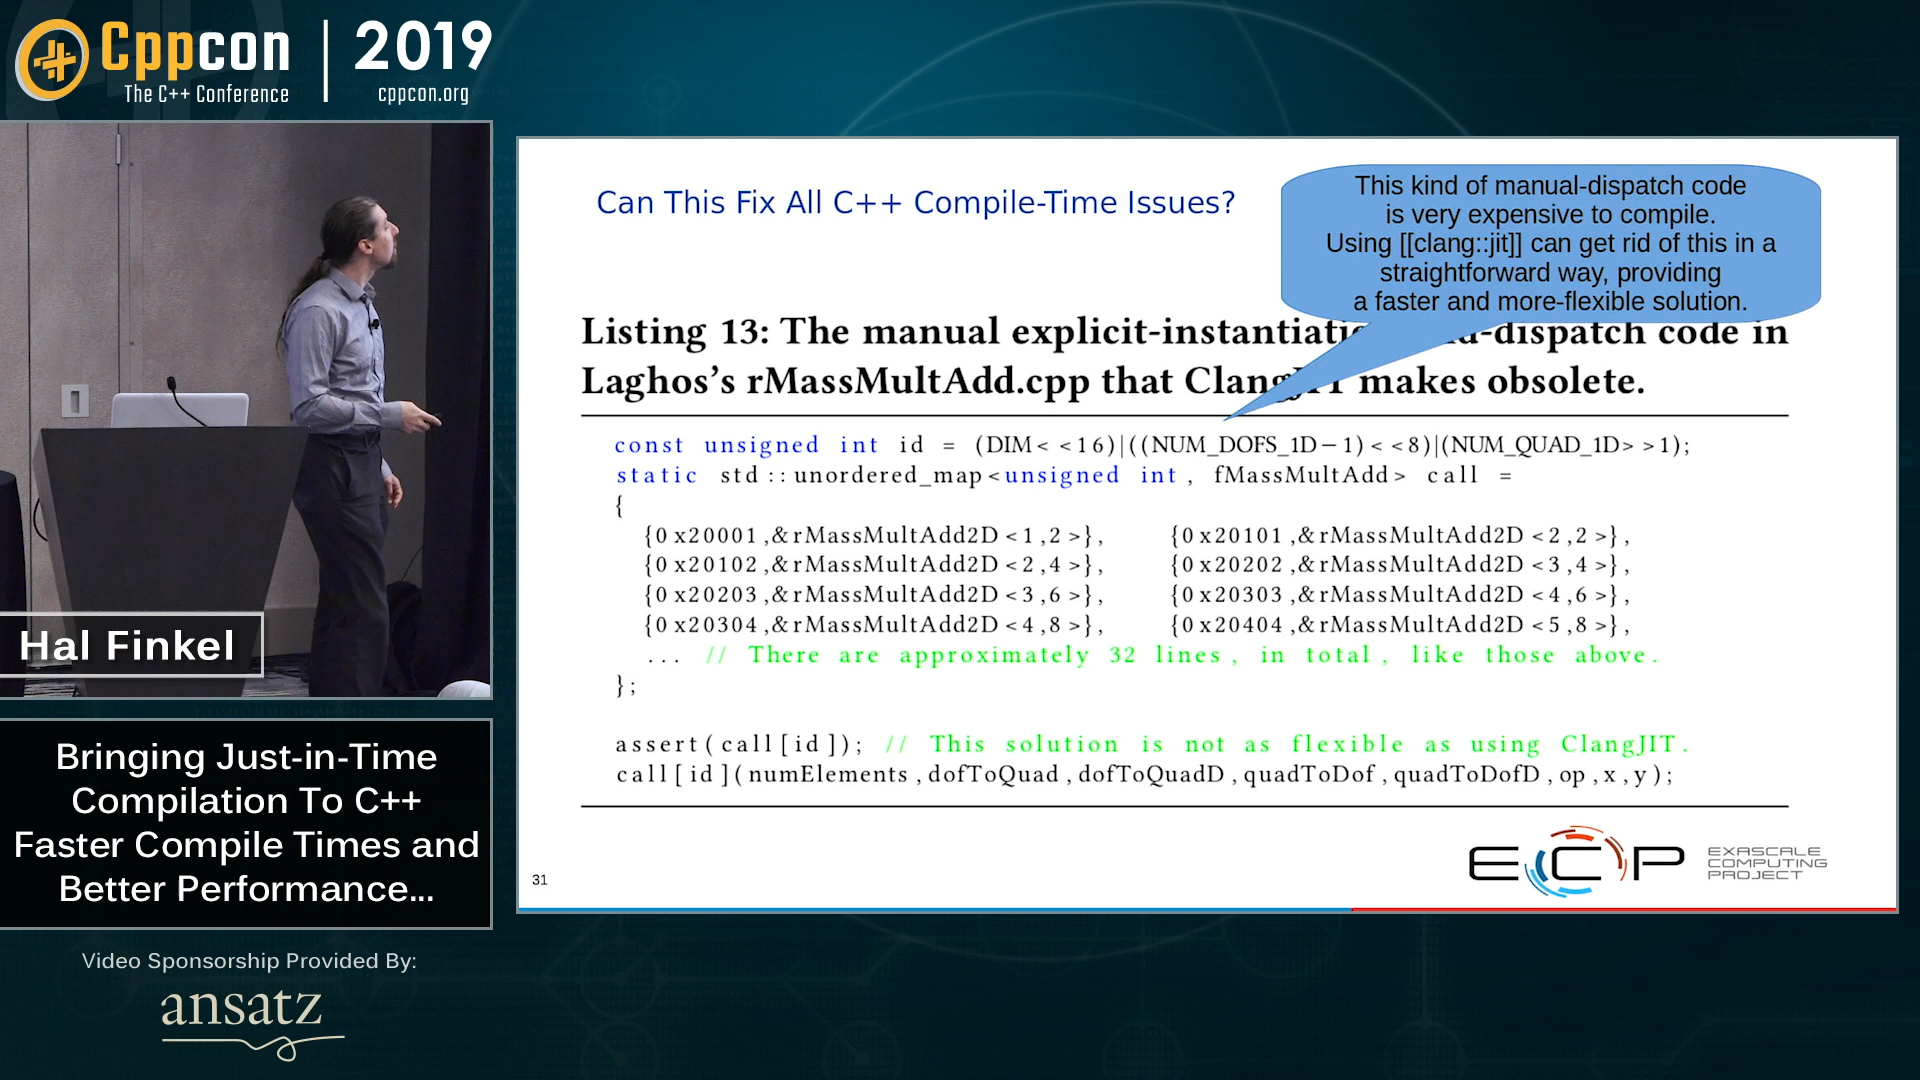 Cppcon
The C++ Conference
2019
cppcon.org
Hal Finkel
Bringing Just-in-Time
Compilation To C++
Faster Compile Times and
Better Performance...
Video Sponsorship Provided By:
ansatz
Can This Fix All C++ Compile-Time Issues?
This kind of manual-dispatch code
is very expensive to compile.
Using [[clang::jit]] can get rid of this in a
straightforward way, providing
a faster and more-flexible solution.
Listing 13: The manual dispatch code in
Laghos's rMassMultAdd.cpp that ClangJIT makes obsolete.
const unsigned int id = (DIM<<16)|((NUM_DOFS_1D-1)<<8)|(NUM_QUAD_1D>>1);
static std::unordered_map<unsigned int, fMassMultAdd> call =
{
{0x20001,&rMassMultAdd2D<1,2>}, {0x20101,&rMassMultAdd2D<2,2>},
{0x20102,&rMassMultAdd2D<2,4>}, {0x20202,&rMassMultAdd2D<3,4>},
{0x20203,&rMassMultAdd2D<3,6>}, {0x20303,&rMassMultAdd2D<4,6>},
{0x20304,&rMassMultAdd2D<4,8>}, {0x20404,&rMassMultAdd2D<5,8>},
... // There are approximately 32 lines, in total, like those above.
};
assert(call[id]); // This solution is not as flexible as using ClangJIT.
call[id](numElements,dofToQuad,dofToQuadD,quadToDof,quadToDofD,op,x,y);
ECP
EXASCALE
COMPUTING
PROJECT
31